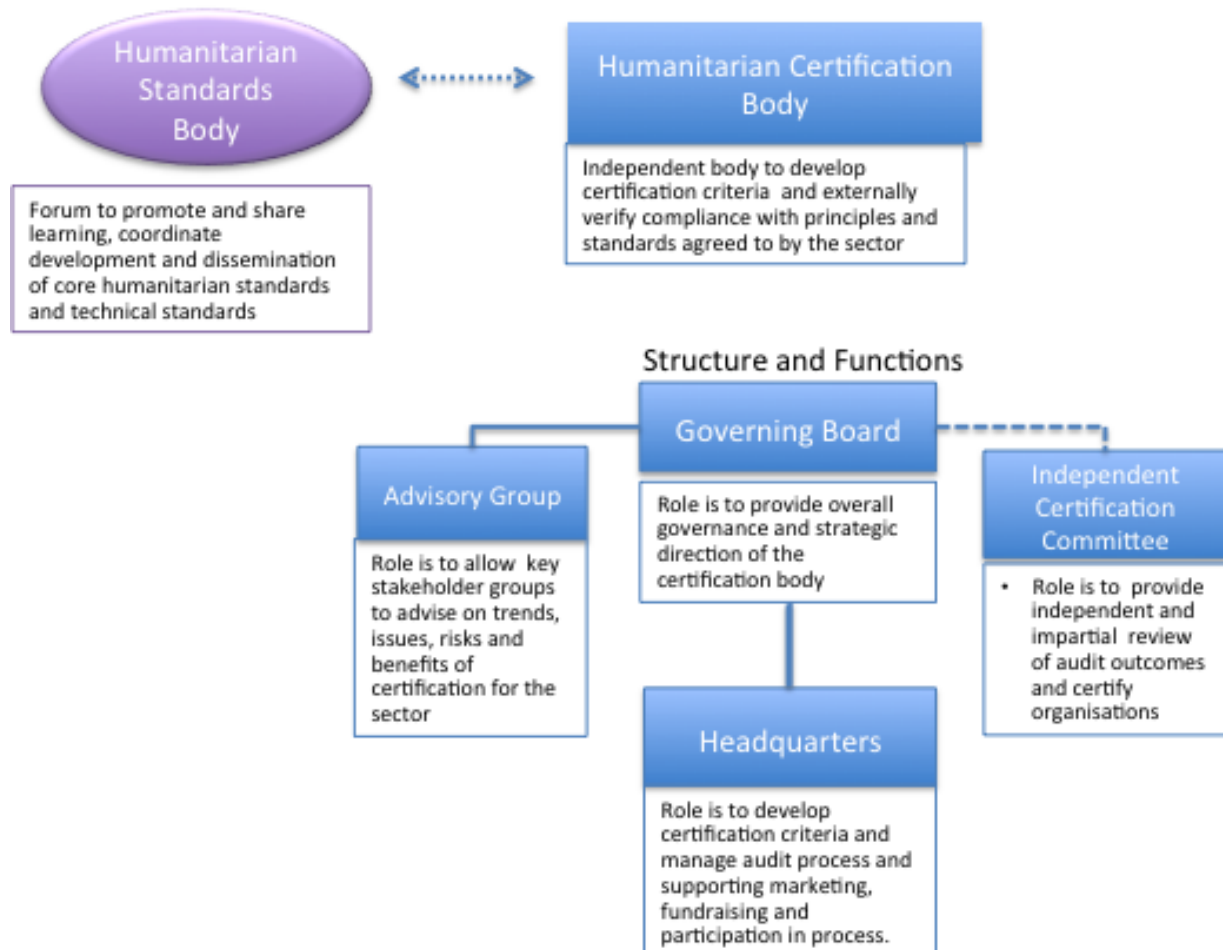 Humanitarian
Standards
Body
Humanitarian Certification
Body
Forum to promote and share
learning, coordinate
development and dissemination
of core humanitarian standards
and technical standards
Independent body to develop
certification criteria and externally
verify compliance with principles and
standards agreed to by the sector
Structure and Functions
Governing Board
Role is to provide overall
governance and strategic
direction of the
certification body
Advisory Group
Role is to allow key
stakeholder groups
to advise on trends,
issues, risks and
benefits of
certification for the
sector
Independent
Certification
Committee
• Role is to provide
independent and
impartial review
of audit outcomes
and certify
organisations
Headquarters
Role is to develop
certification criteria and
manage audit process and
supporting marketing,
fundraising and
participation in process.